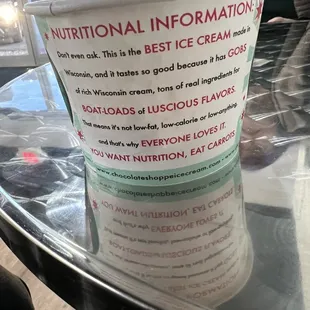 NUTRITIONAL INFORMATION:
Don't even ask. This is the BEST ICE CREAM made in
Wisconsin, and it tastes so good because it has GOBS
of rich Wisconsin cream, tons of real ingredients for
BOAT-LOADS of LUSCIOUS FLAVORS.
That means it's not low-fat, low-calorie or low-anything,
and that's why EVERYONE LOVES IT.
YOU WANT NUTRITION, EAT CARROTS
www.chocolateshoppeicecream.com